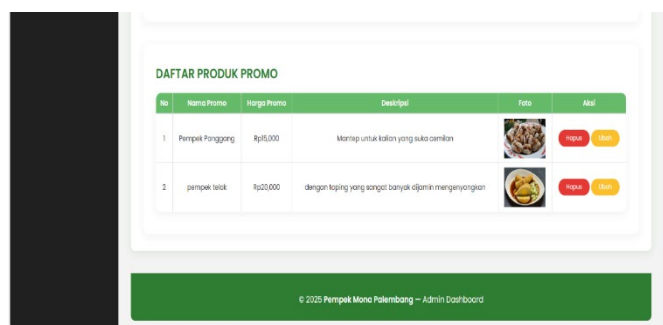 DAFTAR PRODUK PROMO
No Nama Promo Harga Promo Deskripsi Foto Aksi
1 Pempek Panggang Rp15,000 Mantap untuk kalian yang suka cemilan Hapus Ubah
2 pempek telok Rp20,000 dengan toping yang sangat banyak dijamin mengenyangkan Hapus Ubah
© 2025 Pempek Mona Palembang — Admin Dashboard